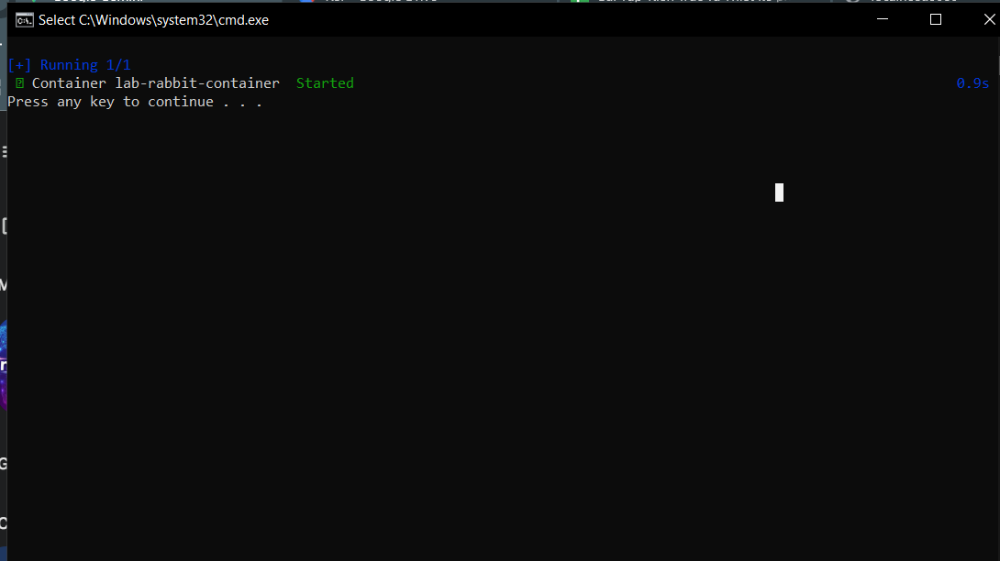 Select C:\Windows\system32\cmd.exe
[+] Running 1/1
Container lab-rabbit-container Started 0.9s
Press any key to continue . . .